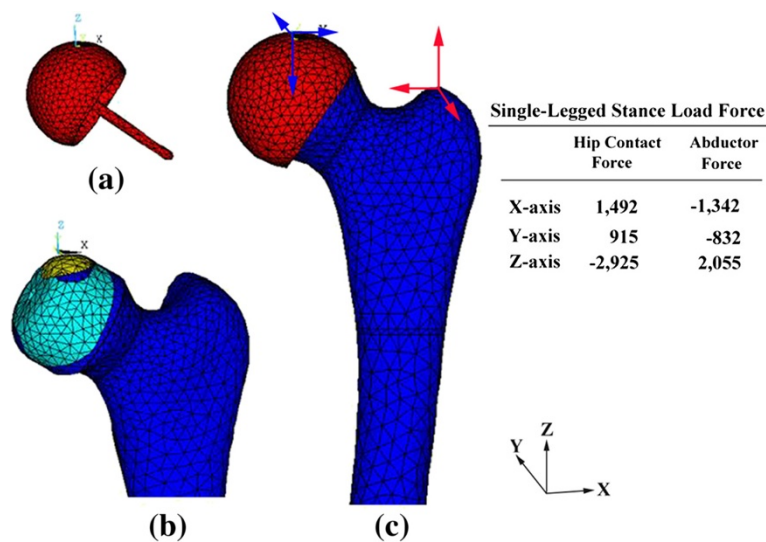 Z
X
(a)
Z
X
(b)
(c)
Single-Legged Stance Load Force
Hip Contact Force Abductor Force
X-axis 1,492 -1,342
Y-axis 915 -832
Z-axis -2,925 2,055
Y Z X